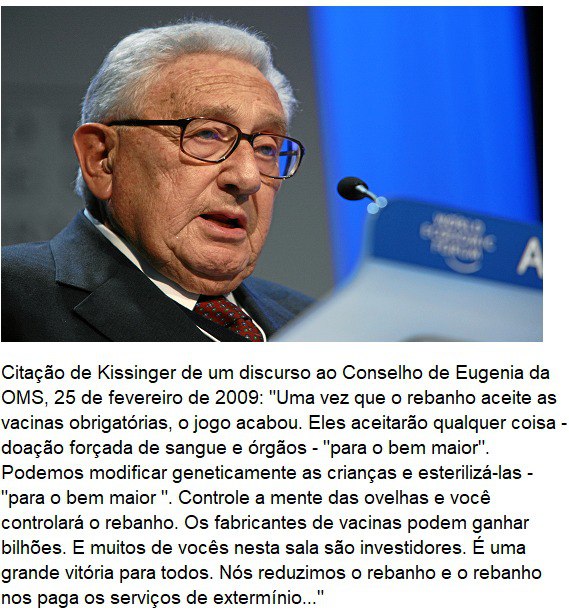 WORLD
ECONOMIC
FORUM
A
Citação de Kissinger de um discurso ao Conselho de Eugenia da
OMS, 25 de fevereiro de 2009: "Uma vez que o rebanho aceite as
vacinas obrigatórias, o jogo acabou. Eles aceitarão qualquer coisa -
doação forçada de sangue e órgãos - "para o bem maior".
Podemos modificar geneticamente as crianças e esterilizá-las -
"para o bem maior ". Controle a mente das ovelhas e você
controlará o rebanho. Os fabricantes de vacinas podem ganhar
bilhões. E muitos de vocês nesta sala são investidores. É uma
grande vitória para todos. Nós reduzimos o rebanho e o rebanho
nos paga os serviços de extermínio..."